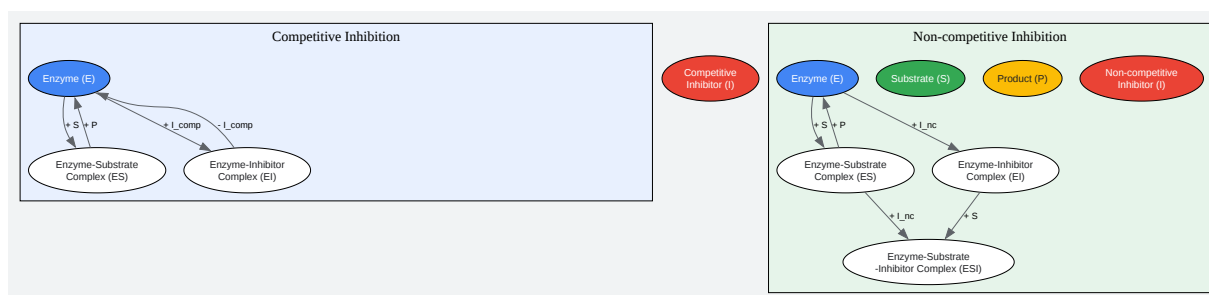 Competitive Inhibition
Enzyme (E)
+ S
+ P
+ I_comp
- I_comp
Enzyme-Substrate
Complex (ES)
Enzyme-Inhibitor
Complex (EI)
Competitive
Inhibitor (I)
Non-competitive Inhibition
Enzyme (E)
Substrate (S)
Product (P)
Non-competitive
Inhibitor (I)
+ S
+ P
+ I_nc
Enzyme-Substrate
Complex (ES)
Enzyme-Inhibitor
Complex (EI)
+ I_nc
+ S
Enzyme-Substrate
-Inhibitor Complex (ESI)